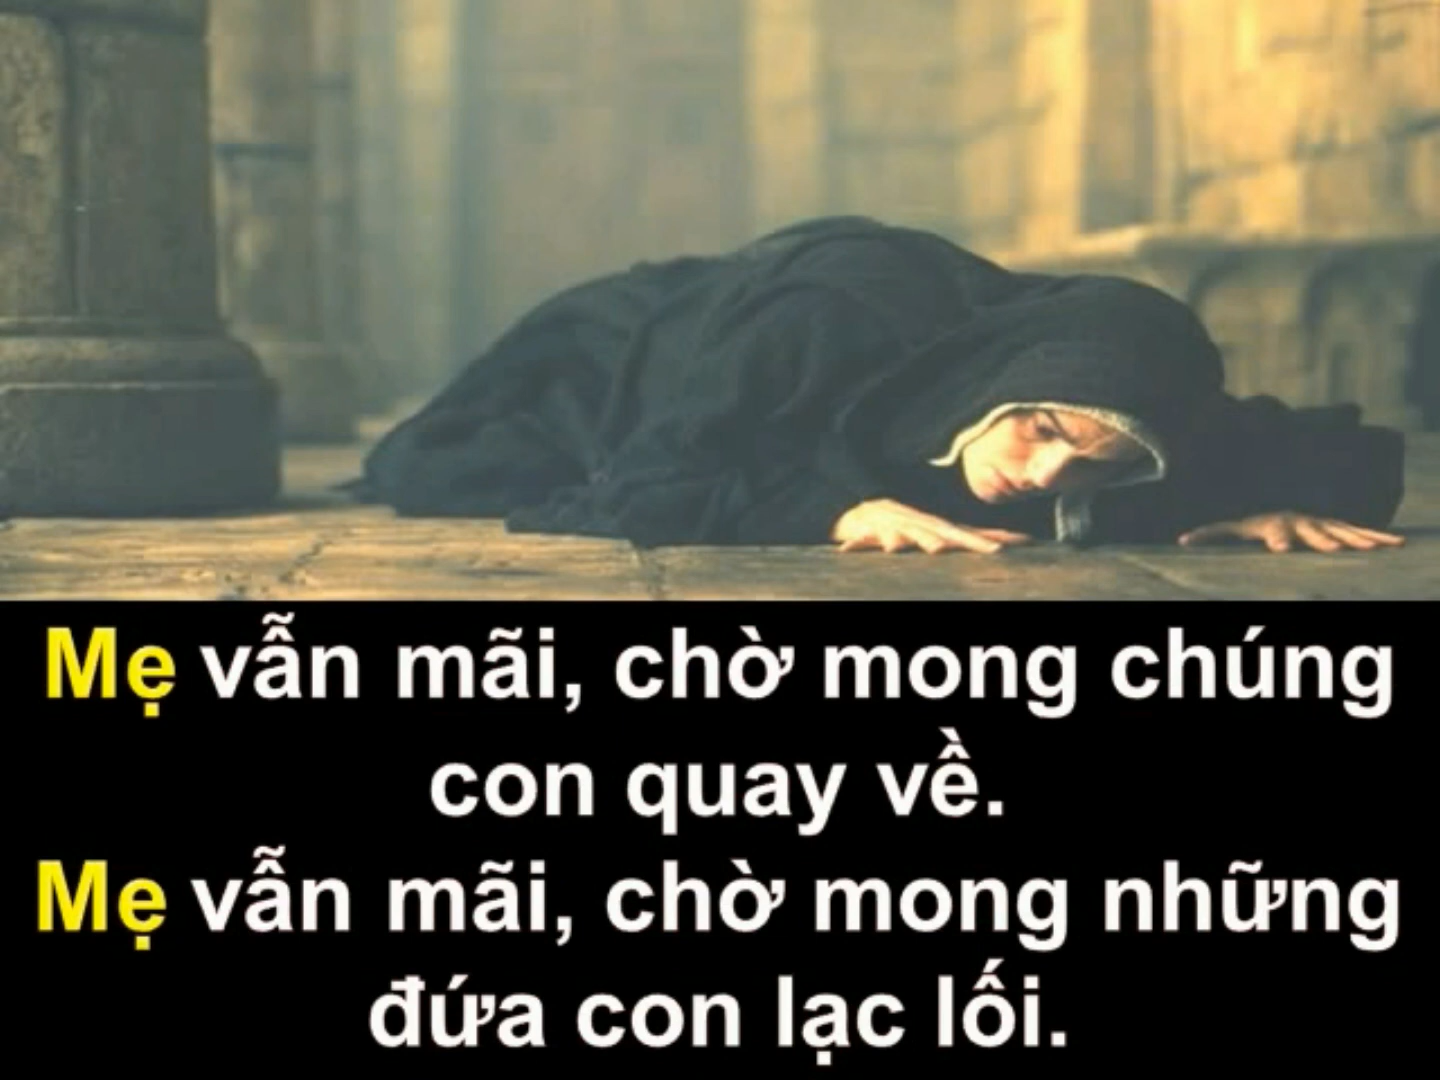 Mẹ vẫn mãi, chờ mong chúng
con quay về.
Mẹ vẫn mãi, chờ mong những
đứa con lạc lối.